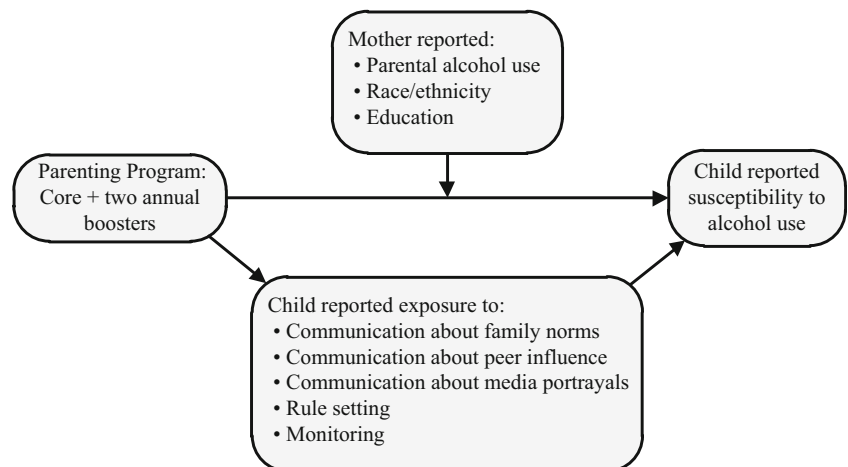 Mother reported:
• Parental alcohol use
• Race/ethnicity
• Education
Parenting Program:
Core + two annual
boosters
Child reported
susceptibility to
alcohol use
Child reported exposure to:
• Communication about family norms
• Communication about peer influence
• Communication about media portrayals
• Rule setting
• Monitoring